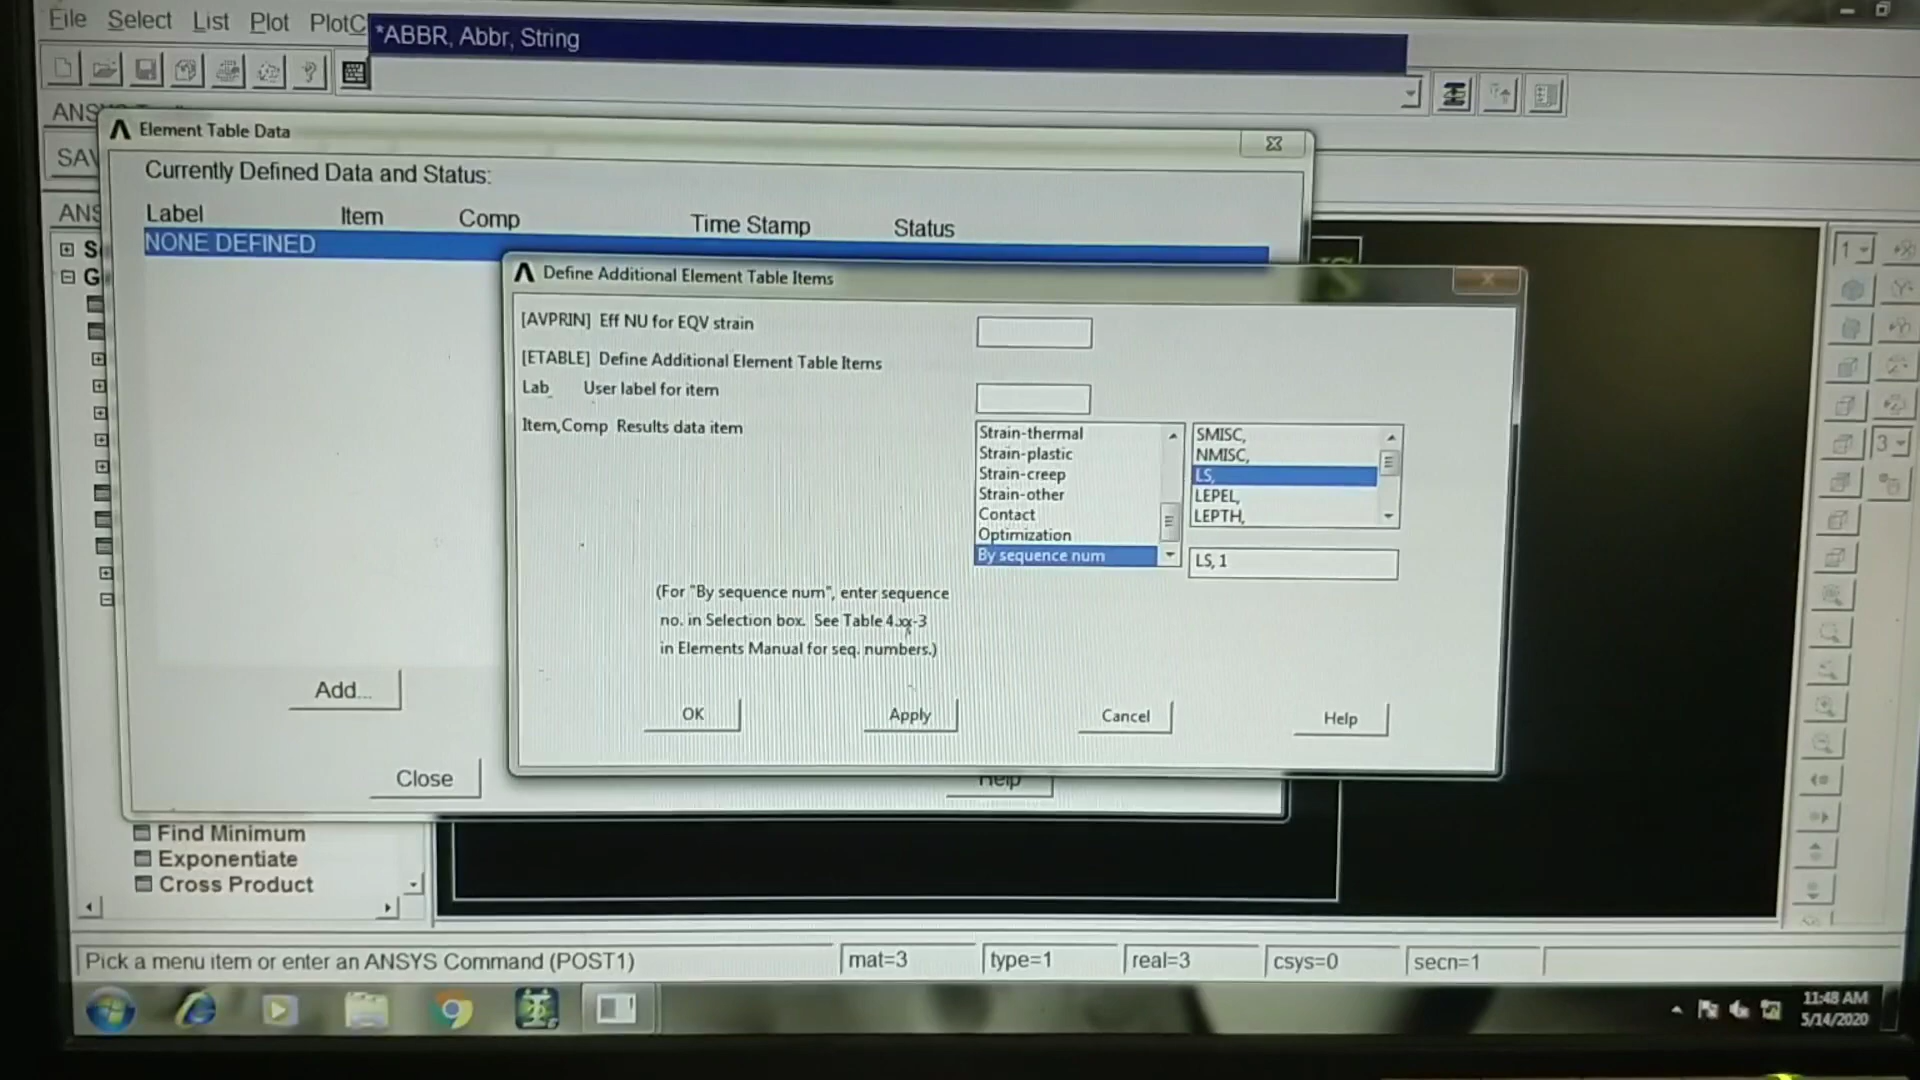 File Select List Plot PlotC
*ABBR, Abbr, String
ANSYS
SAV
Element Table Data
Currently Defined Data and Status:
Label Item Comp Time Stamp Status
NONE DEFINED
Define Additional Element Table Items
[AVPRIN] Eff NU for EQV strain
[ETABLE] Define Additional Element Table Items
Lab User label for item
Item,Comp Results data item
Strain-thermal
Strain-plastic
Strain-creep
Strain-other
Contact
Optimization
By sequence num
SMISC,
NMISC,
LS,
LEPEL,
LEPTH,
LS, 1
(For "By sequence num", enter sequence
no. in Selection box. See Table 4.xx-3
in Elements Manual for seq. numbers.)
OK Apply Cancel Help
Add...
Close
Help
ANS
S
G
1
3
Find Minimum
Exponentiate
Cross Product
Pick a menu item or enter an ANSYS Command (POST1)
mat=3 type=1 real=3 csys=0 secn=1
11:48 AM
5/14/2020